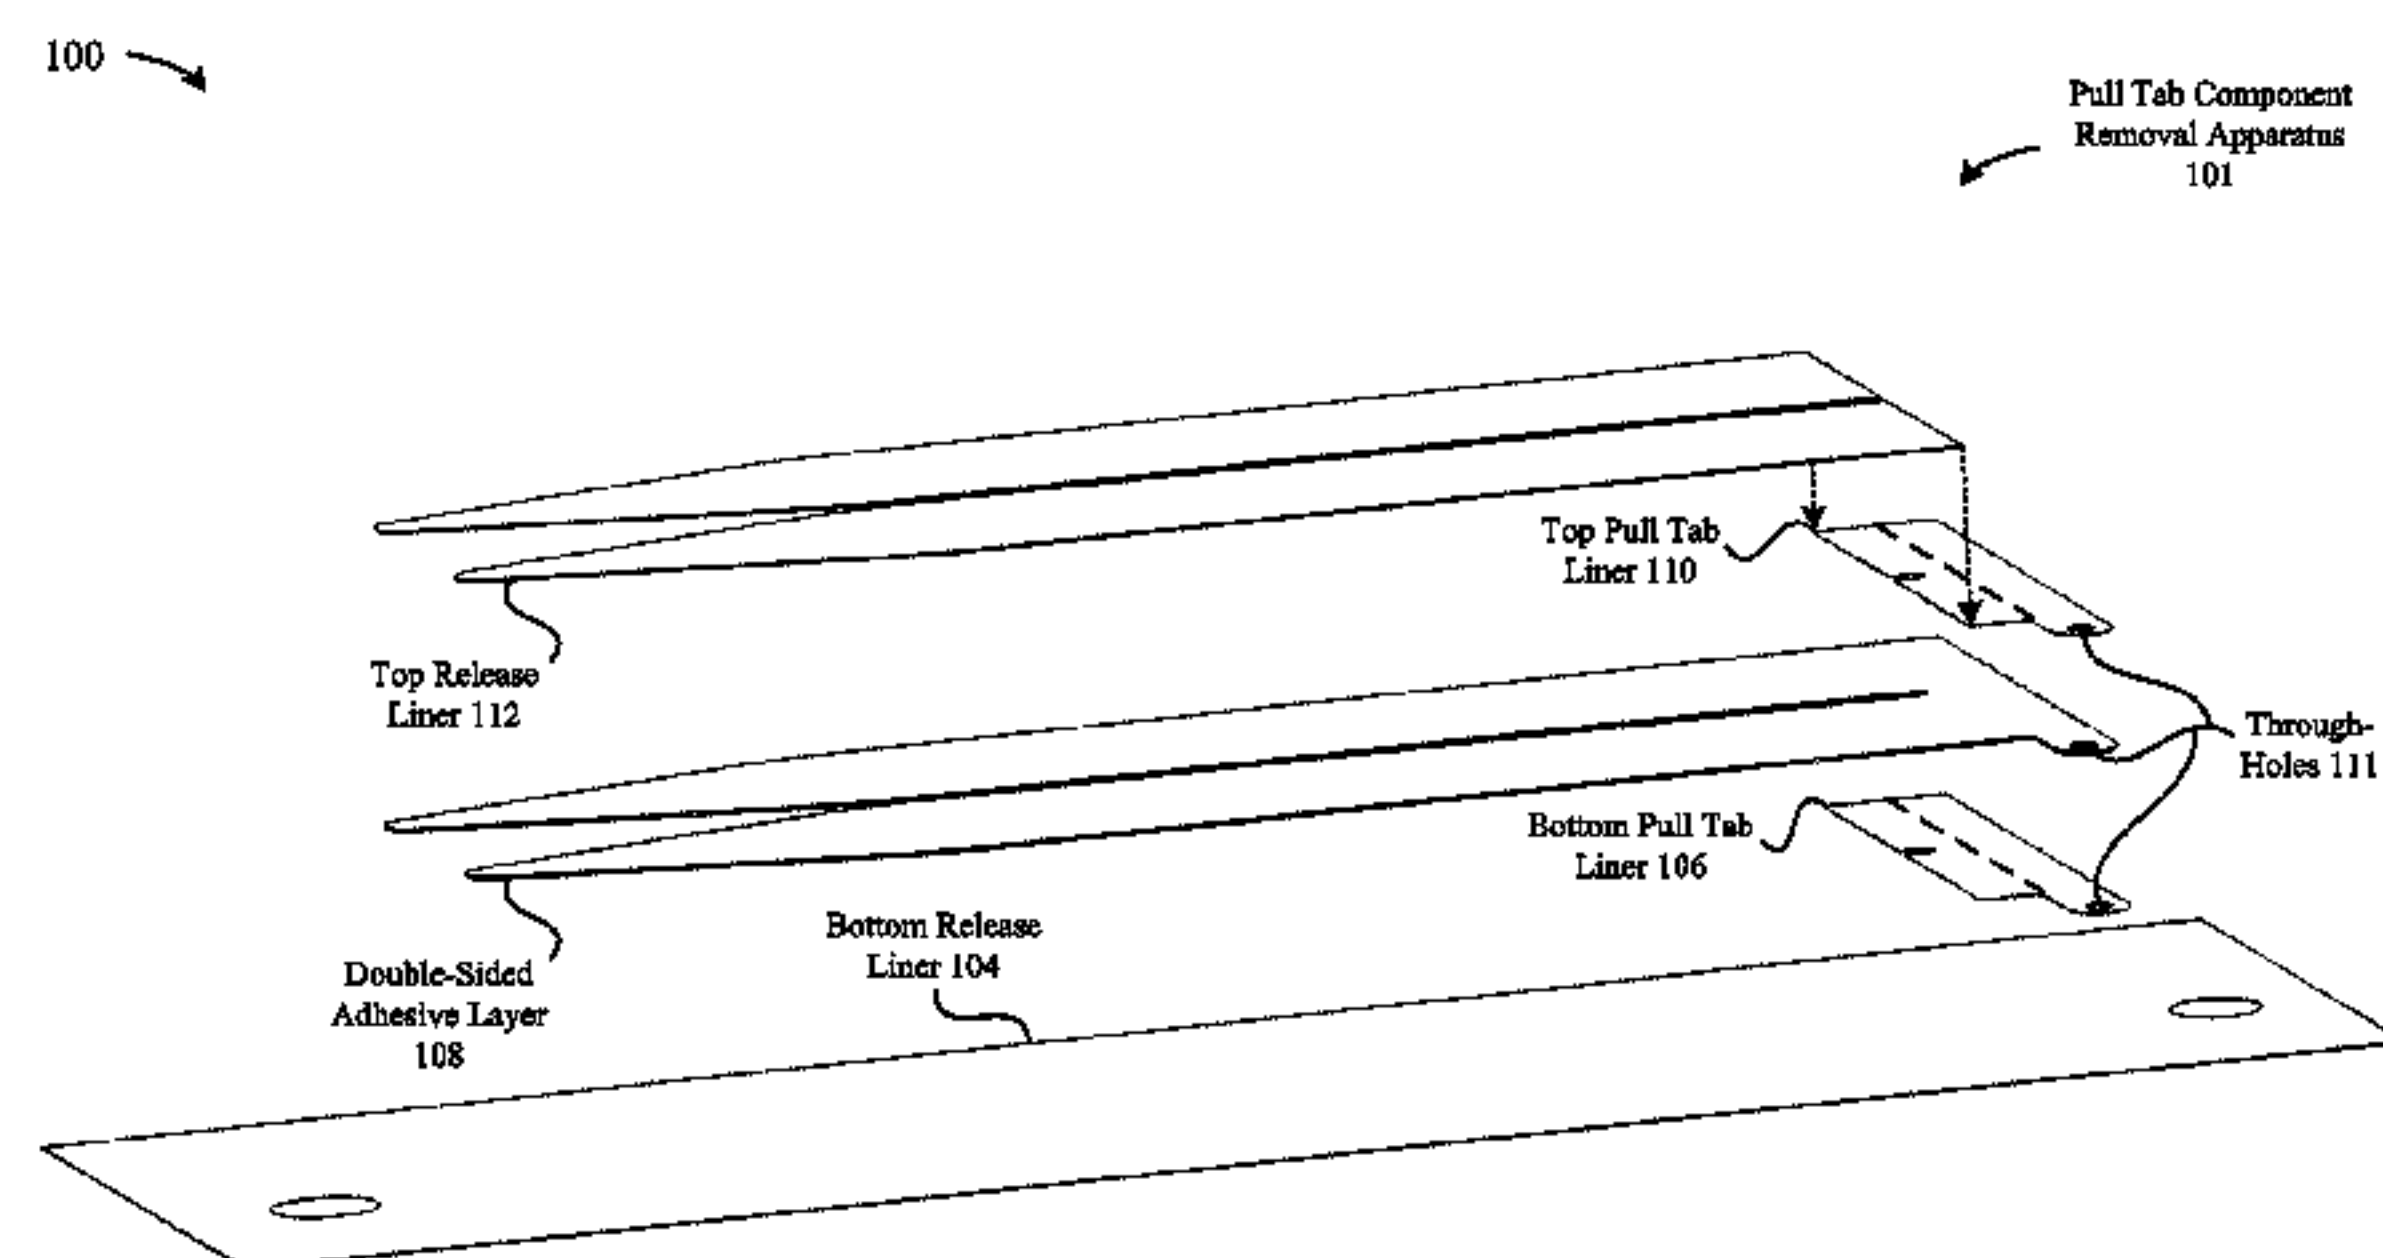 100
Pull Tab Component
Removal Apparatus
101
Top Pull Tab
Liner 110
Top Release
Liner 112
Through-
Holes 111
Bottom Pull Tab
Liner 106
Bottom Release
Liner 104
Double-Sided
Adhesive Layer
108